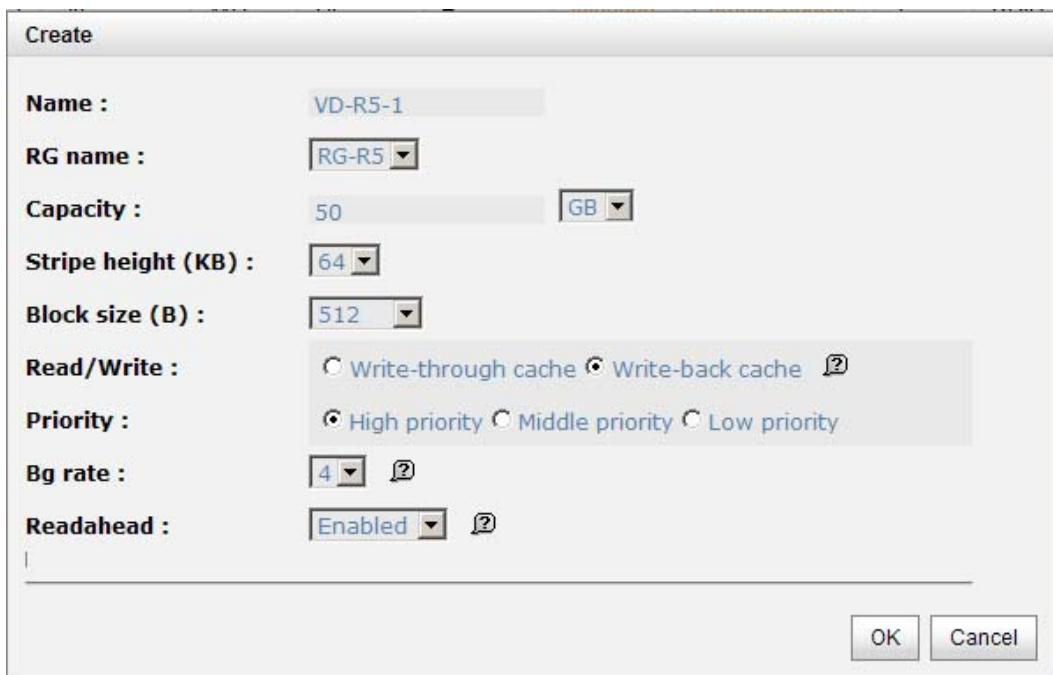 Create
Name : VD-R5-1
RG name : RG-R5
Capacity : 50 GB
Stripe height (KB) : 64
Block size (B) : 512
Read/Write : Write-through cache Write-back cache
Priority : High priority Middle priority Low priority
Bg rate : 4
Readahead : Enabled
OK Cancel